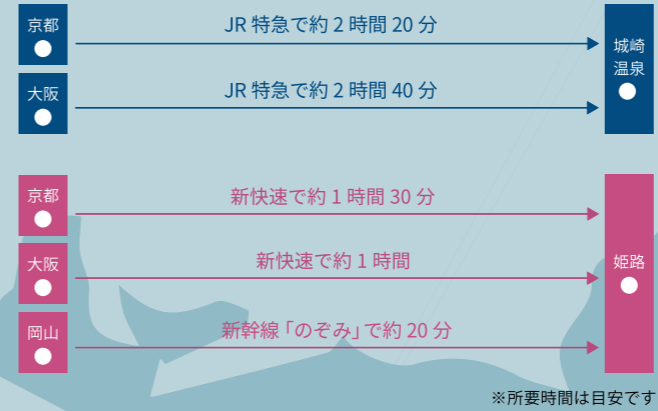 京都
JR 特急で約 2 時間 20 分
大阪
JR 特急で約 2 時間 40 分
城崎
温泉
京都
新快速で約 1 時間 30 分
大阪
新快速で約 1 時間
岡山
新幹線「のぞみ」で約 20 分
姫路
※所要時間は目安です